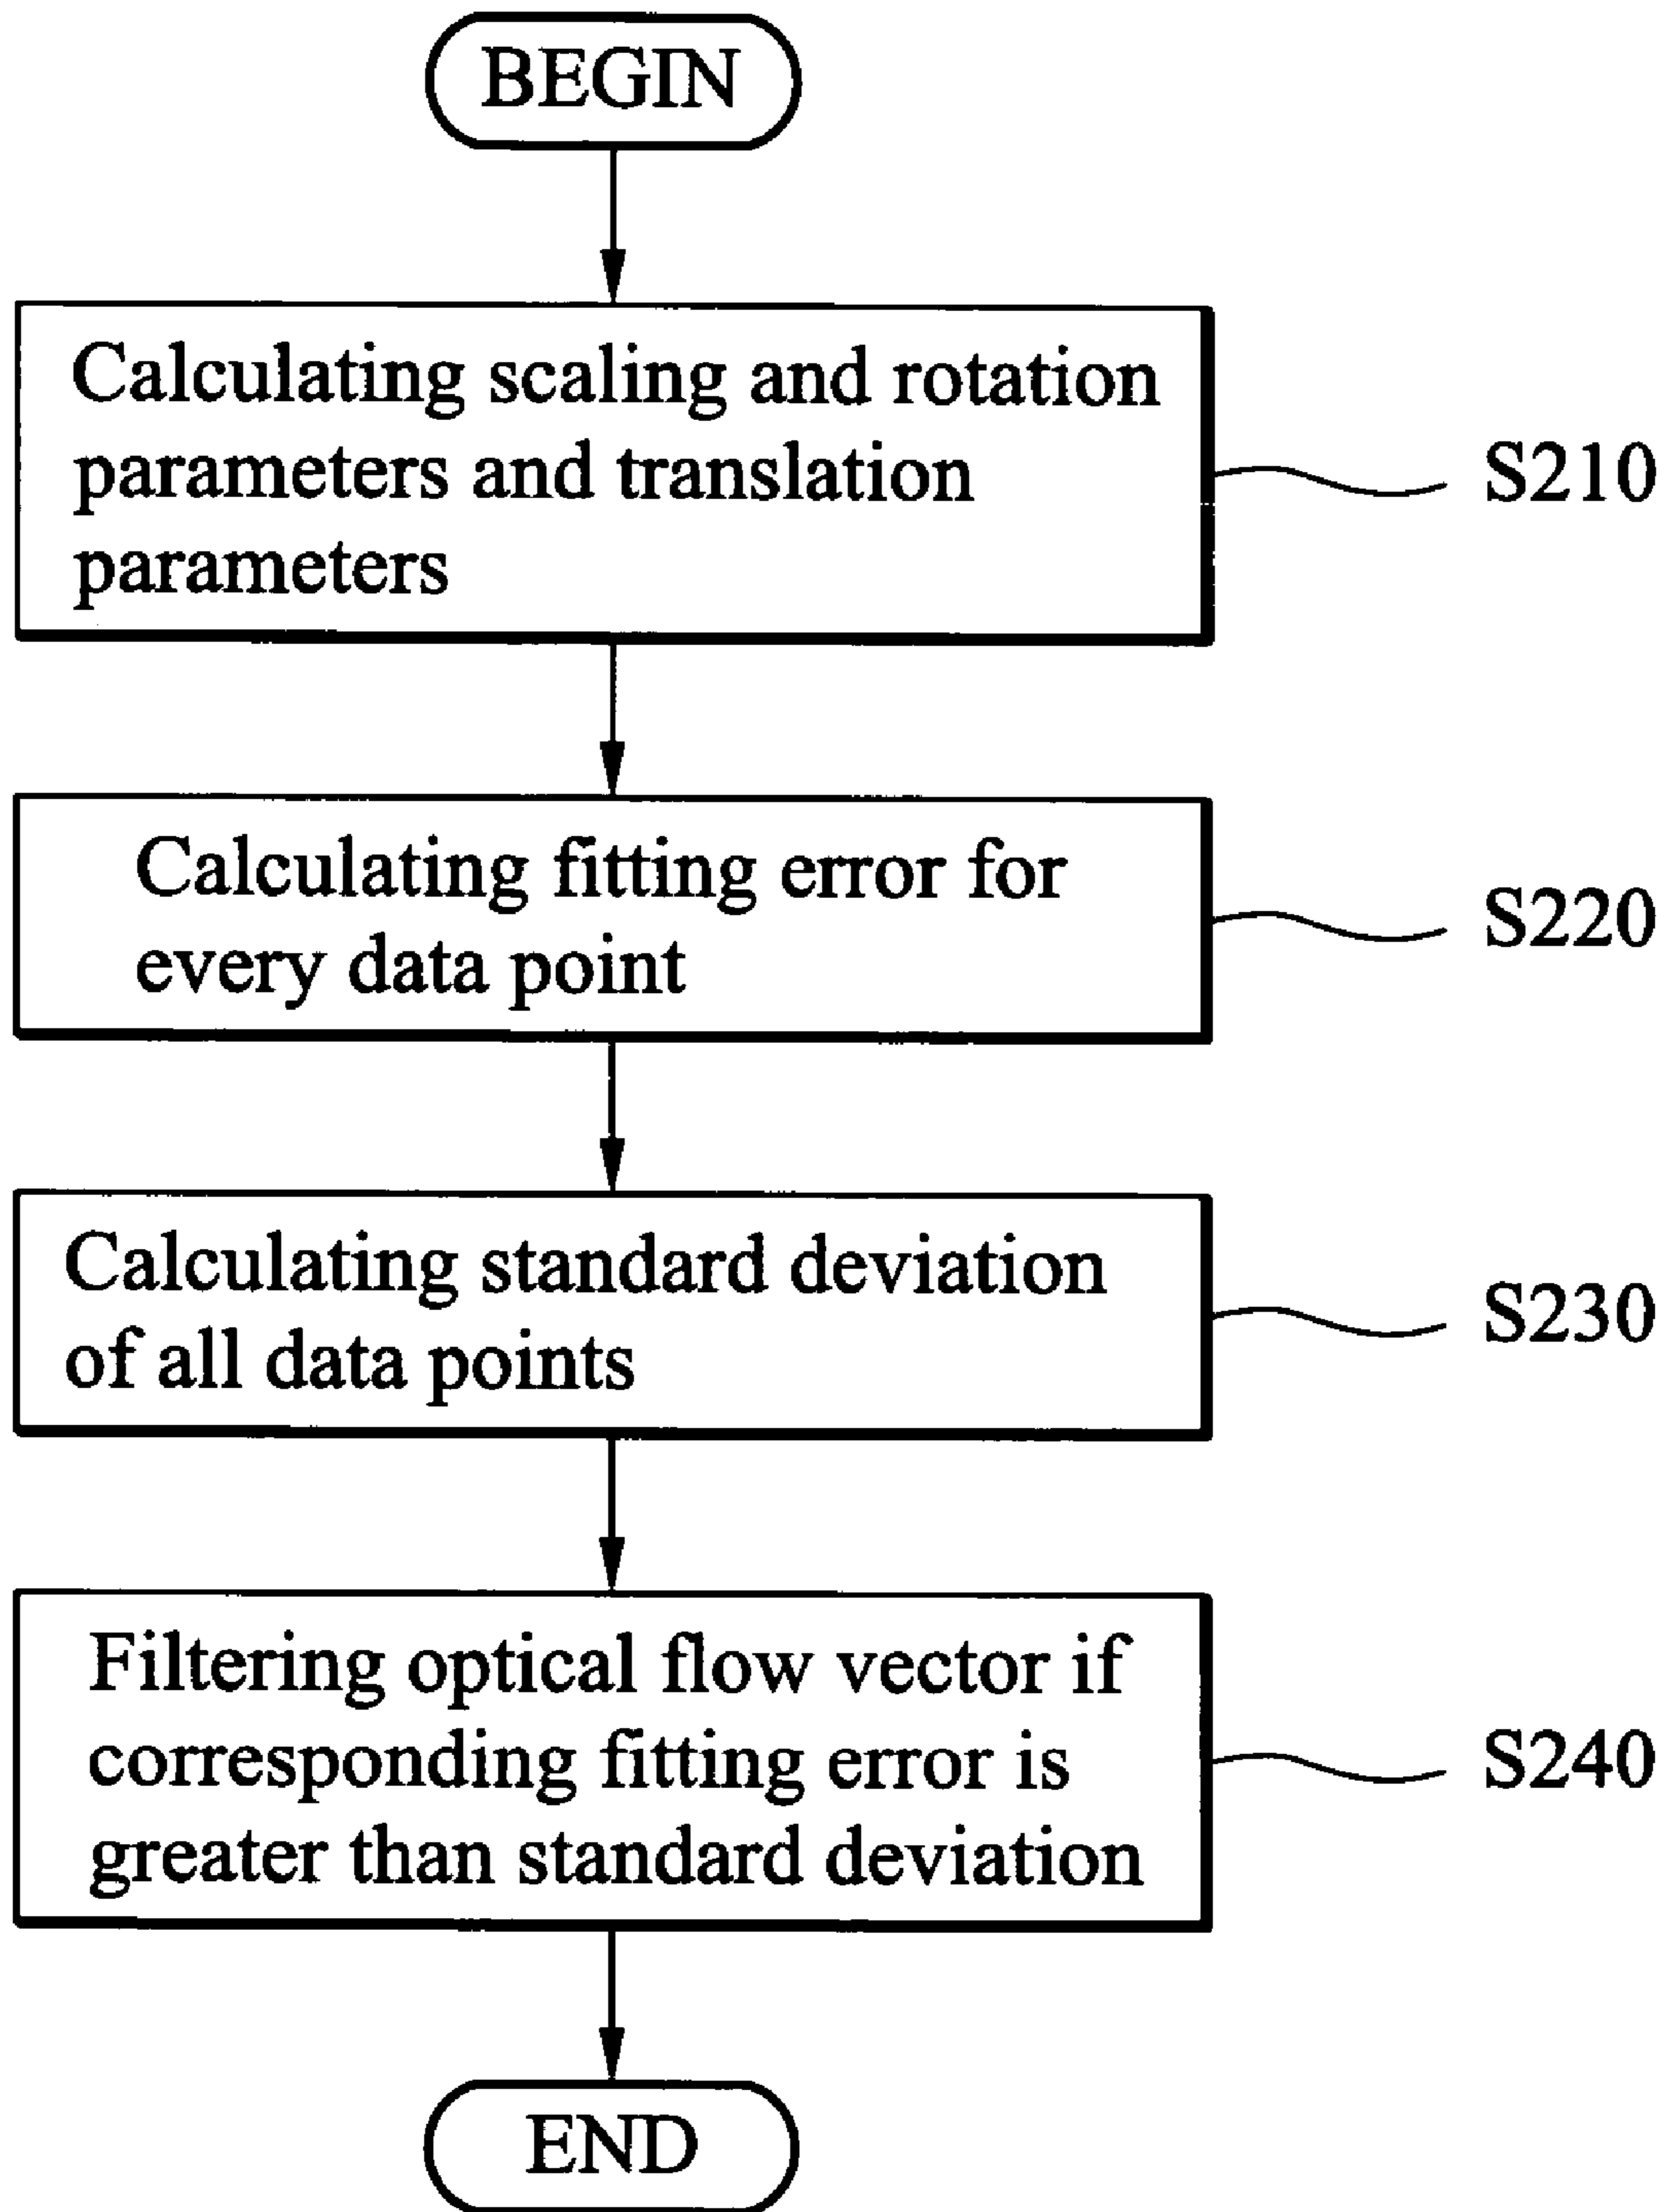 BEGIN
Calculating scaling and rotation
parameters and translation
parameters
S210
Calculating fitting error for
every data point
S220
Calculating standard deviation
of all data points
S230
Filtering optical flow vector if
corresponding fitting error is
greater than standard deviation
S240
END